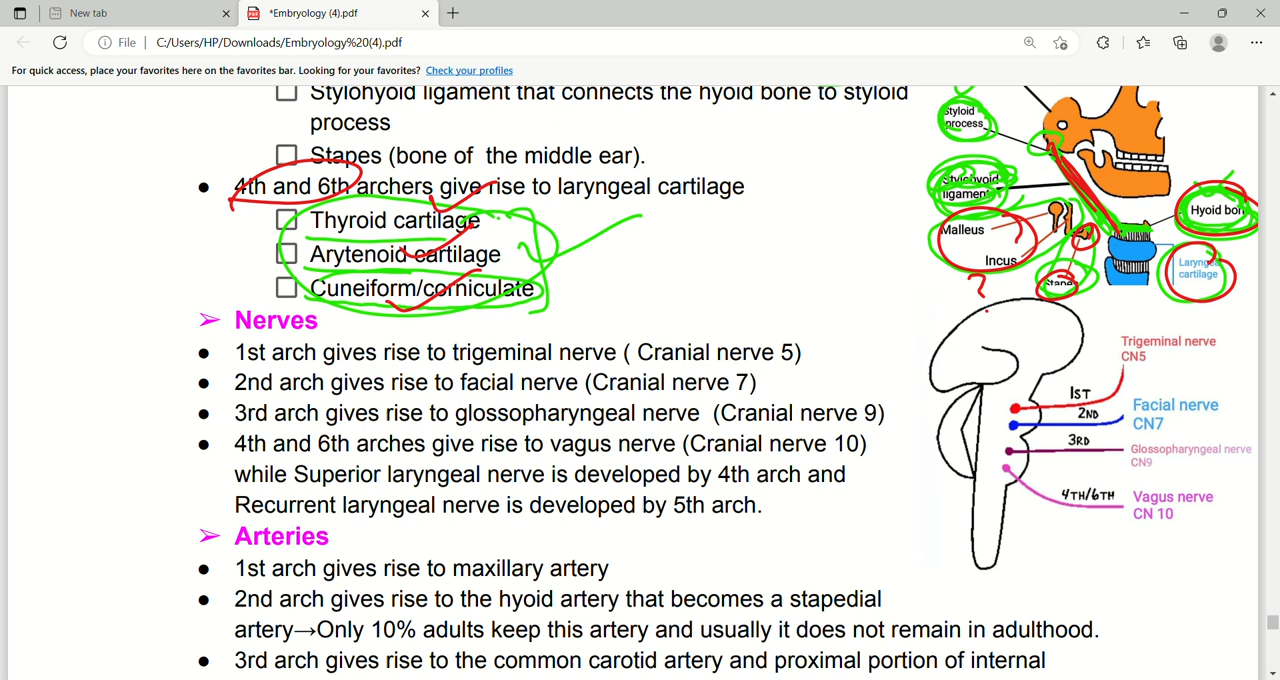 New tab
*Embryology (4).pdf
File
C:/Users/HP/Downloads/Embryology%20(4).pdf
For quick access, place your favorites here on the favorites bar. Looking for your favorites? Check your profiles
Stylohyoid ligament that connects the hyoid bone to styloid
process
Stapes (bone of the middle ear).
4th and 6th archers give rise to laryngeal cartilage
Thyroid cartilage
Arytenoid cartilage
Cuneiform/corniculate
➢ Nerves
● 1st arch gives rise to trigeminal nerve ( Cranial nerve 5)
● 2nd arch gives rise to facial nerve (Cranial nerve 7)
● 3rd arch gives rise to glossopharyngeal nerve (Cranial nerve 9)
● 4th and 6th arches give rise to vagus nerve (Cranial nerve 10)
while Superior laryngeal nerve is developed by 4th arch and
Recurrent laryngeal nerve is developed by 5th arch.
➢ Arteries
● 1st arch gives rise to maxillary artery
● 2nd arch gives rise to the hyoid artery that becomes a stapedial
artery→Only 10% adults keep this artery and usually it does not remain in adulthood.
● 3rd arch gives rise to the common carotid artery and proximal portion of internal
Styloid
process
ligament
Malleus
Incus
Hyoid bon
cartilage
?
1ST
2ND
3RD
4TH/6TH
Trigeminal nerve
CN5
Facial nerve
CN7
Glossopharyngeal nerve
CN9
Vagus nerve
CN 10